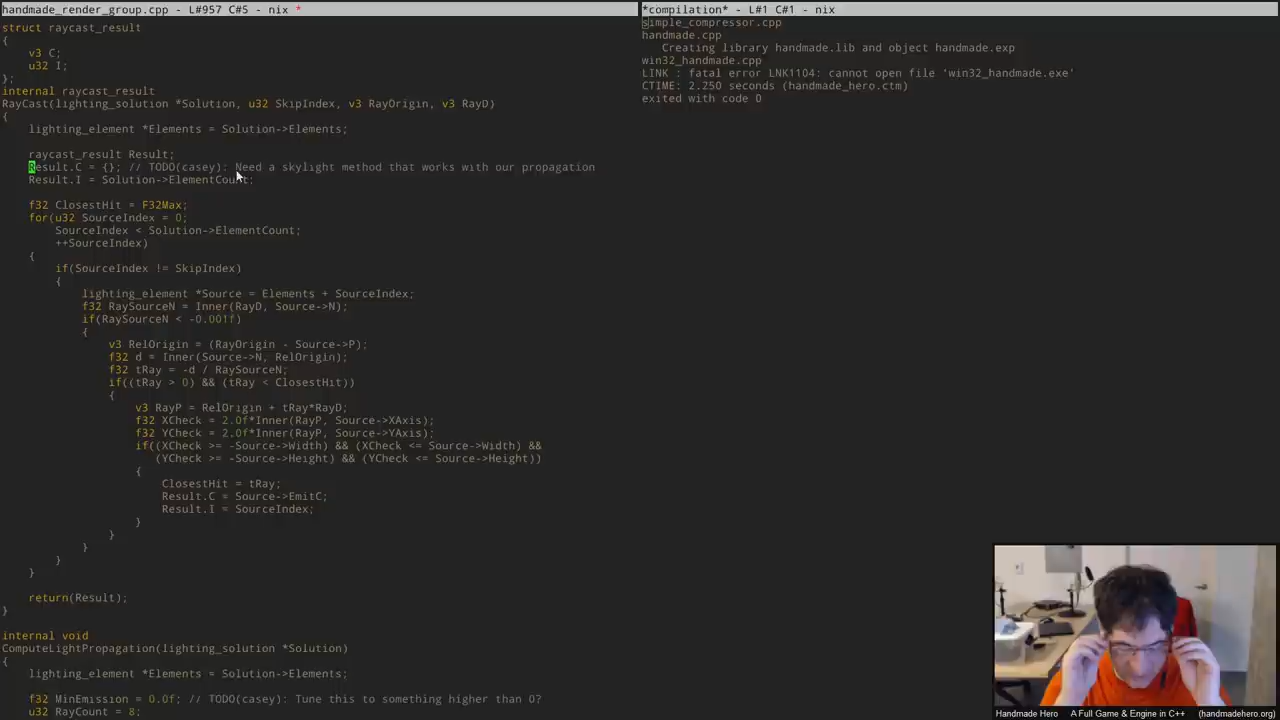 handmade_render_group.cpp - L#957 C#5 - nix *
struct raycast_result
{
    v3 C;
    u32 I;
};
internal raycast_result
RayCast(lighting_solution *Solution, u32 SkipIndex, v3 RayOrigin, v3 RayD)
{
    lighting_element *Elements = Solution->Elements;
    raycast_result Result;
    Result.C = {}; // TODO(casey): Need a skylight method that works with our propagation
    Result.I = Solution->ElementCount;
    f32 ClosestHit = F32Max;
    for(u32 SourceIndex = 0;
        SourceIndex < Solution->ElementCount;
        ++SourceIndex)
    {
        if(SourceIndex != SkipIndex)
        {
            lighting_element *Source = Elements + SourceIndex;
            f32 RaySourceN = Inner(RayD, Source->N);
            if(RaySourceN < -0.001f)
            {
                v3 RelOrigin = (RayOrigin - Source->P);
                f32 d = Inner(Source->N, RelOrigin);
                f32 tRay = -d / RaySourceN;
                if((tRay > 0) && (tRay < ClosestHit))
                {
                    v3 RayP = RelOrigin + tRay*RayD;
                    f32 XCheck = 2.0f*Inner(RayP, Source->XAxis);
                    f32 YCheck = 2.0f*Inner(RayP, Source->YAxis);
                    if((XCheck >= -Source->Width) && (XCheck <= Source->Width) &&
                       (YCheck >= -Source->Height) && (YCheck <= Source->Height))
                    {
                        ClosestHit = tRay;
                        Result.C = Source->EmitC;
                        Result.I = SourceIndex;
                    }
                }
            }
        }
    }
    return(Result);
}
internal void
ComputeLightPropagation(lighting_solution *Solution)
{
    lighting_element *Elements = Solution->Elements;
    f32 MinEmission = 0.0f; // TODO(casey): Tune this to something higher than 0?
    u32 RayCount = 8;
*compilation* - L#1 C#1 - nix
simple_compressor.cpp
handmade.cpp
   Creating library handmade.lib and object handmade.exp
win32_handmade.cpp
LINK : fatal error LNK1104: cannot open file 'win32_handmade.exe'
CTIME: 2.250 seconds (handmade_hero.ctm)
exited with code 0
Handmade Hero A Full Game & Engine in C++ (handmadehero.org)